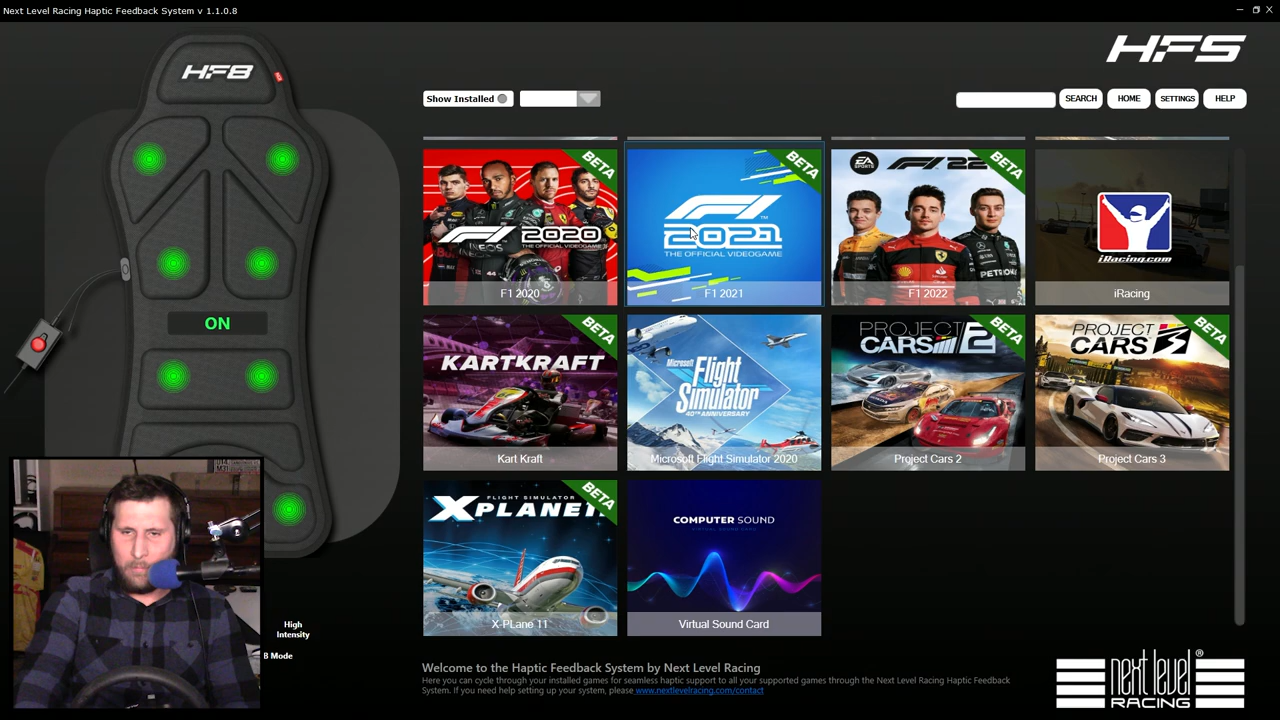 Next Level Racing Haptic Feedback System v 1.1.0.8
HF8
HFS
Show Installed
SEARCH
HOME
SETTINGS
HELP
BETA
F1 2020
THE OFFICIAL VIDEOGAME
F1 2020
BETA
F1 2021
THE OFFICIAL VIDEOGAME
F1 2021
EA SPORTS
F1 22
BETA
F1 2022
iRacing.com
iRacing
ON
BETA
KARTKRAFT
Kart Kraft
Microsoft
Flight
Simulator
40TH ANNIVERSARY
Microsoft Flight Simulator 2020
PROJECT
CARS 2
BETA
Project Cars 2
PROJECT
CARS 3
BETA
Project Cars 3
FLIGHT SIMULATOR
X PLANE 11
BETA
X-PLane 11
COMPUTER SOUND
Virtual Sound Card
High
Intensity
B Mode
Welcome to the Haptic Feedback System by Next Level Racing
Here you can cycle through your installed games for seamless haptic support to all your supported games through the Next Level Racing Haptic Feedback
System. If you need help setting up your system, please www.nextlevelracing.com/contact
next level
RACING